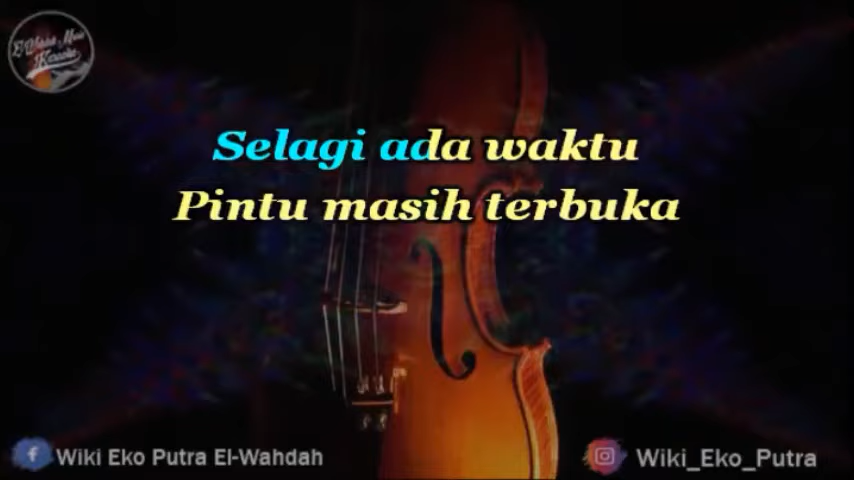 Selagi ada waktu
Pintu masih terbuka
Wiki Eko Putra El-Wahdah
Wiki_Eko_Putra